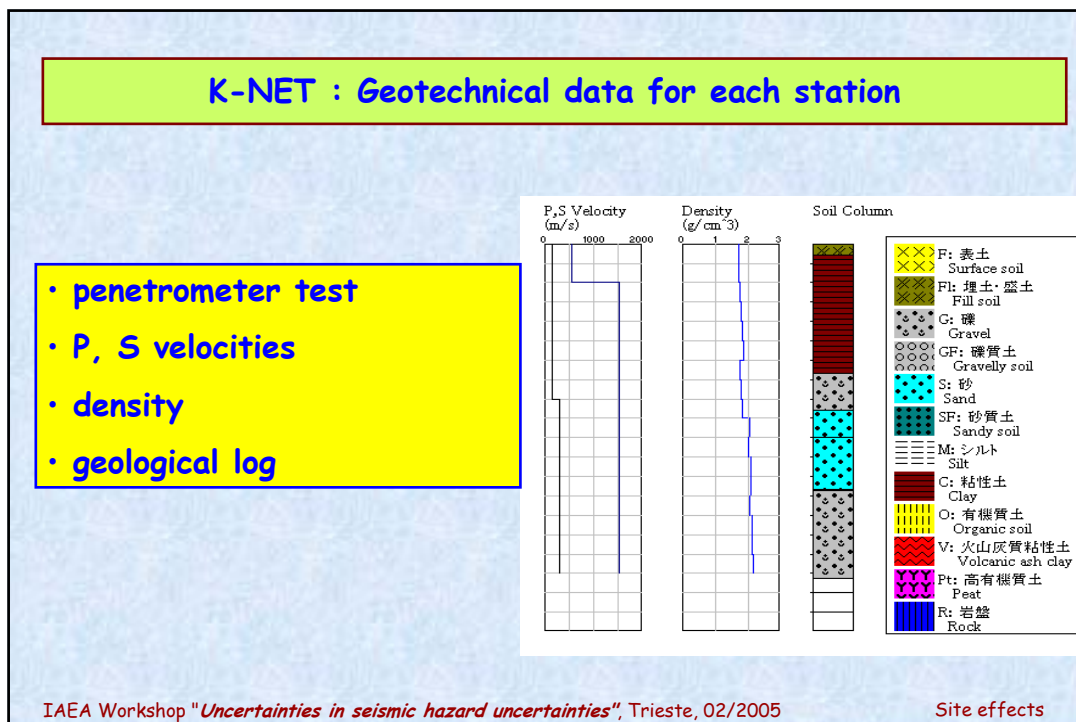 K-NET : Geotechnical data for each station
• penetrometer test
• P, S velocities
• density
• geological log
P,S Velocity
(m/s)
0 1000 2000
Density
(g/cm^3)
0 1 2 3
Soil Column
F: 表土
Surface soil
Fl: 埋土・盛土
Fill soil
G: 礫
Gravel
GF: 礫質土
Gravelly soil
S: 砂
Sand
SF: 砂質土
Sandy soil
M: シルト
Silt
C: 粘性土
Clay
O: 有機質土
Organic soil
V: 火山灰質粘性土
Volcanic ash clay
Pt: 高有機質土
Peat
R: 岩盤
Rock
IAEA Workshop "Uncertainties in seismic hazard uncertainties", Trieste, 02/2005
Site effects